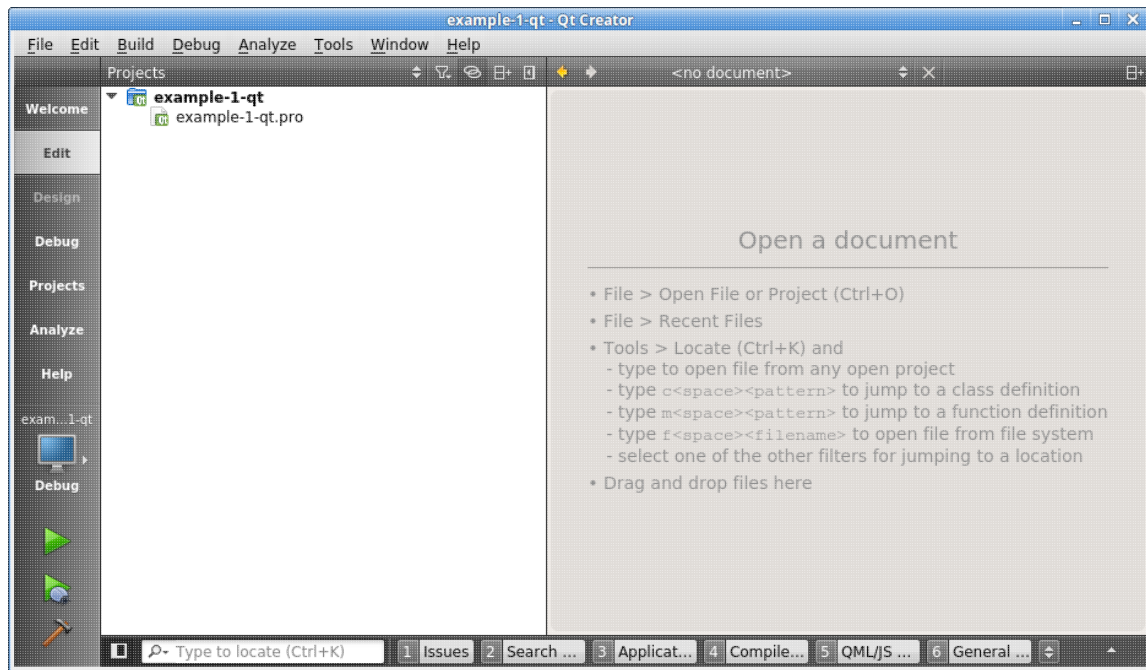 example-1-qt - Qt Creator
File Edit Build Debug Analyze Tools Window Help
Projects
<no document>
Welcome
Edit
Design
Debug
Projects
Analyze
Help
exam...1-qt
Debug
example-1-qt
example-1-qt.pro
Open a document
• File > Open File or Project (Ctrl+O)
• File > Recent Files
• Tools > Locate (Ctrl+K) and
- type to open file from any open project
- type c<space><pattern> to jump to a class definition
- type m<space><pattern> to jump to a function definition
- type f<space><filename> to open file from file system
- select one of the other filters for jumping to a location
• Drag and drop files here
Type to locate (Ctrl+K) 1 Issues 2 Search ... 3 Applicat... 4 Compile... 5 QML/JS ... 6 General ...